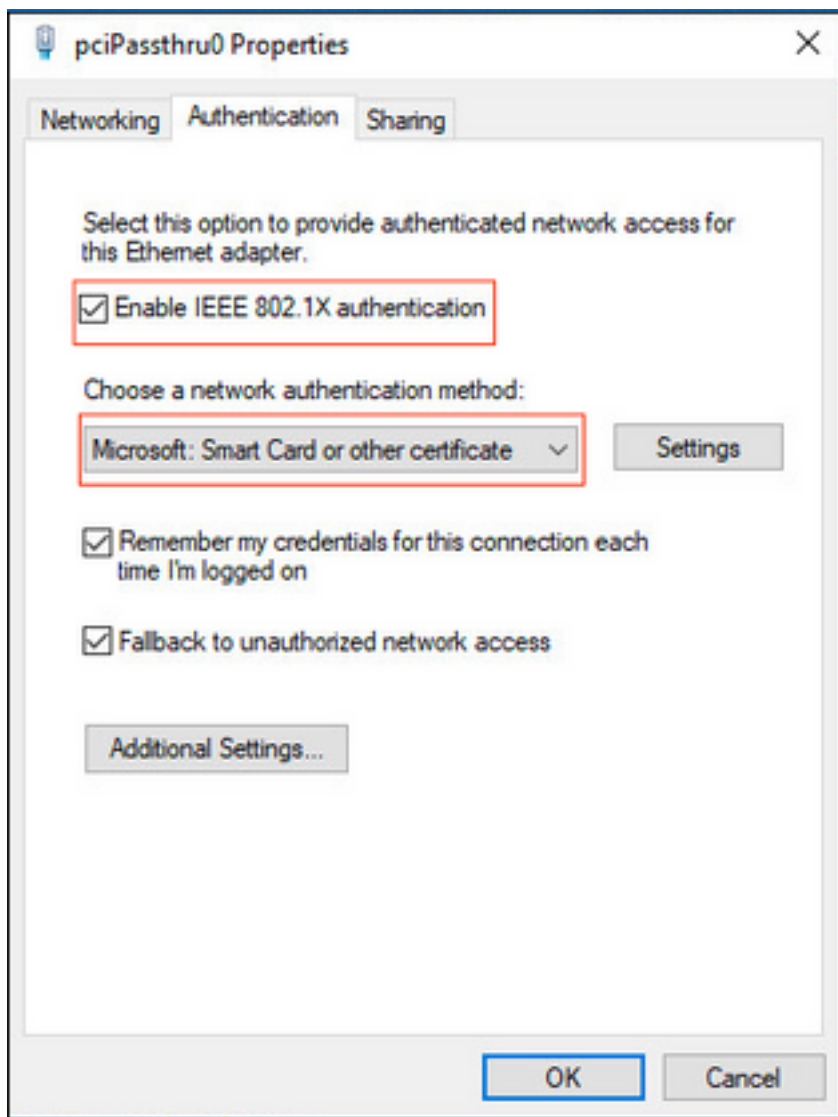 pciPassthru0 Properties
Networking Authentication Sharing
Select this option to provide authenticated network access for
this Ethernet adapter.
Enable IEEE 802.1X authentication
Choose a network authentication method:
Microsoft: Smart Card or other certificate Settings
Remember my credentials for this connection each
time I'm logged on
Fallback to unauthorized network access
Additional Settings...
OK Cancel